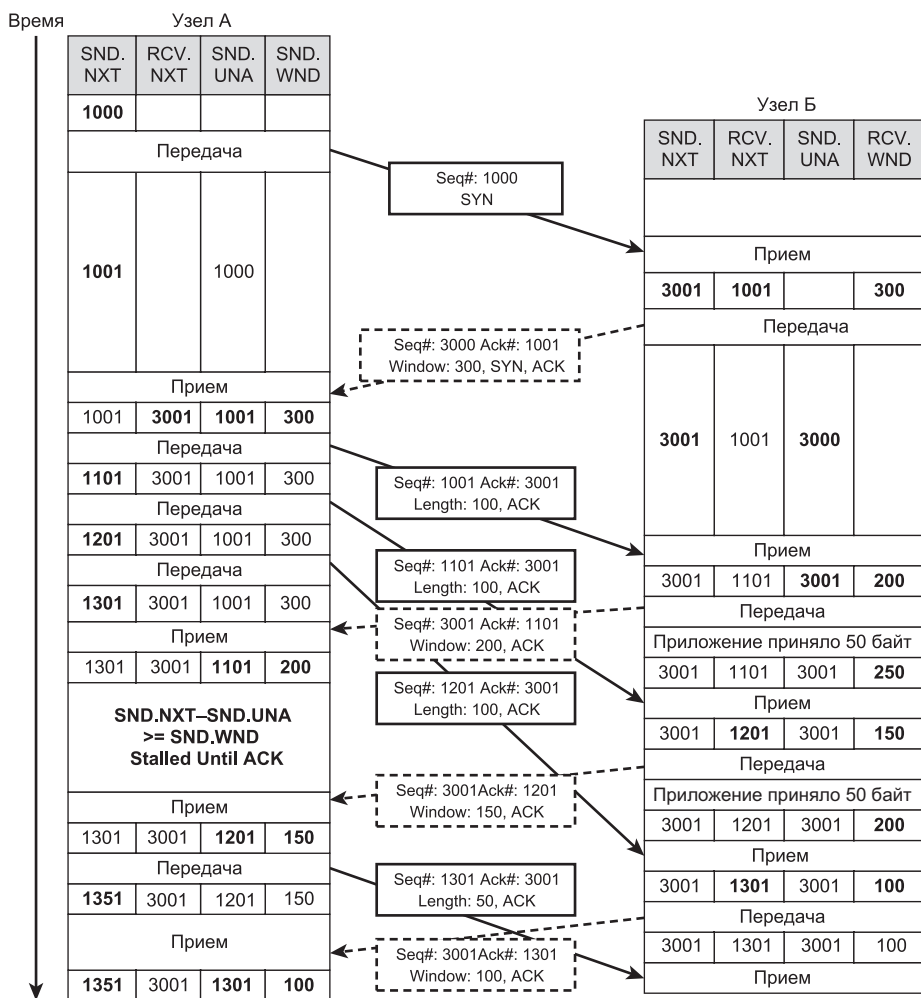 Время
Узел А
SND. NXT RCV. NXT SND. UNA SND. WND
1000
Передача
1001 1000
Прием
1001 3001 1001 300
Передача
1101 3001 1001 300
Передача
1201 3001 1001 300
Передача
1301 3001 1001 300
Прием
1301 3001 1101 200
SND.NXT–SND.UNA
>= SND.WND
Stalled Until ACK
Прием
1301 3001 1201 150
Передача
1351 3001 1201 150
Прием
1351 3001 1301 100
Seq#: 1000
SYN
Seq#: 3000 Ack#: 1001
Window: 300, SYN, ACK
Seq#: 1001 Ack#: 3001
Length: 100, ACK
Seq#: 1101 Ack#: 3001
Length: 100, ACK
Seq#: 3001 Ack#: 1101
Window: 200, ACK
Seq#: 1201 Ack#: 3001
Length: 100, ACK
Seq#: 3001Ack#: 1201
Window: 150, ACK
Seq#: 1301 Ack#: 3001
Length: 50, ACK
Seq#: 3001Ack#: 1301
Window: 100, ACK
Узел Б
SND. NXT RCV. NXT SND. UNA RCV. WND
Прием
3001 1001 300
Передача
3001 1001 3000
Прием
3001 1101 3001 200
Передача
Приложение приняло 50 байт
3001 1101 3001 250
Прием
3001 1201 3001 150
Передача
Приложение приняло 50 байт
3001 1201 3001 200
Прием
3001 1301 3001 100
Передача
3001 1301 3001 100
Прием